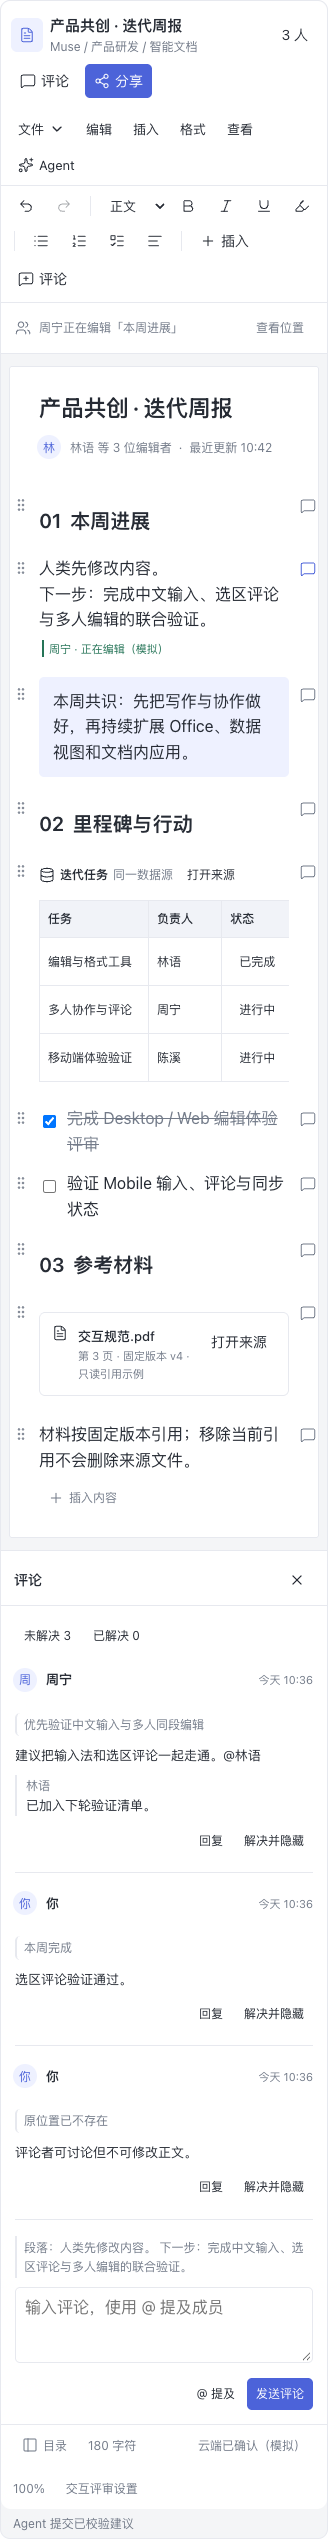 产品共创 · 迭代周报
Muse / 产品研发 / 智能文档
3 人
评论
分享
文件 编辑 插入 格式 查看
Agent
正文 B I U
插入
评论
周宁正在编辑「本周进展」 查看位置
产品共创 · 迭代周报
林 林语 等 3 位编辑者 · 最近更新 10:42
01 本周进展
人类先修改内容。
下一步：完成中文输入、选区评论
与多人编辑的联合验证。
周宁 · 正在编辑（模拟）
本周共识：先把写作与协作做
好，再持续扩展 Office、数据
视图和文档内应用。
02 里程碑与行动
迭代任务 同一数据源 打开来源
任务 负责人 状态
编辑与格式工具 林语 已完成
多人协作与评论 周宁 进行中
移动端体验验证 陈溪 进行中
完成 Desktop / Web 编辑体验
评审
验证 Mobile 输入、评论与同步
状态
03 参考材料
交互规范.pdf
第 3 页 · 固定版本 v4 ·
只读引用示例
打开来源
材料按固定版本引用；移除当前引
用不会删除来源文件。
插入内容
评论
未解决 3 已解决 0
周 周宁 今天 10:36
优先验证中文输入与多人同段编辑
建议把输入法和选区评论一起走通。@林语
林语
已加入下轮验证清单。
回复 解决并隐藏
你 你 今天 10:36
本周完成
选区评论验证通过。
回复 解决并隐藏
你 你 今天 10:36
原位置已不存在
评论者可讨论但不可修改正文。
回复 解决并隐藏
段落：人类先修改内容。 下一步：完成中文输入、选
区评论与多人编辑的联合验证。
输入评论，使用 @ 提及成员
@ 提及 发送评论
目录 180 字符 云端已确认（模拟）
100% 交互评审设置
Agent 提交已校验建议